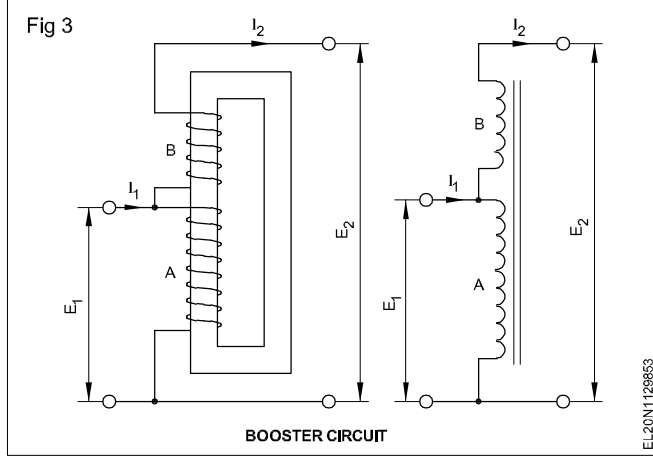 Fig 3
I2
B
I1
A
E1
E2
I2
B
I1
A
E1
E2
BOOSTER CIRCUIT
EL20N1129853